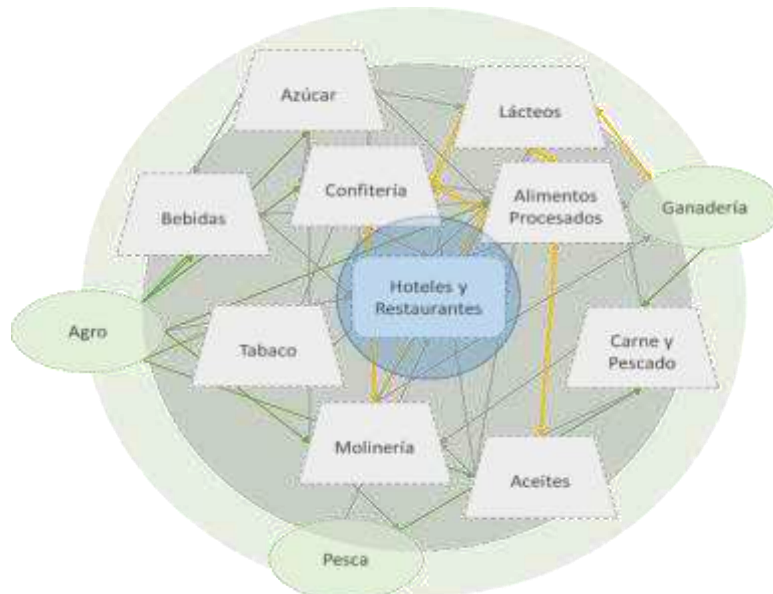 Azúcar
Lácteos
Confitería
Alimentos
Procesados
Bebidas
Ganadería
Hoteles y
Restaurantes
Agro
Tabaco
Carne y
Pescado
Molinería
Aceites
Pesca